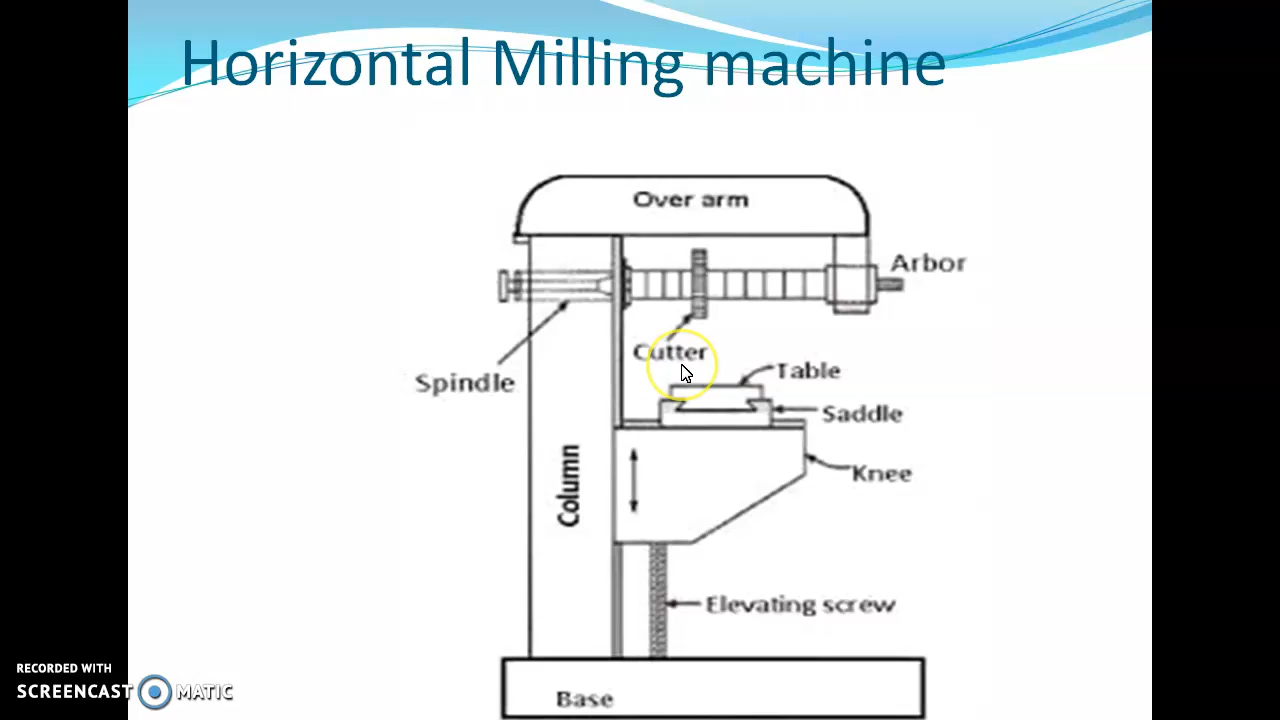 Horizontal Milling machine
Over arm
Arbor
Cutter
Table
Spindle
Saddle
Column
Knee
Elevating screw
Base
RECORDED WITH
SCREENCAST MATIC